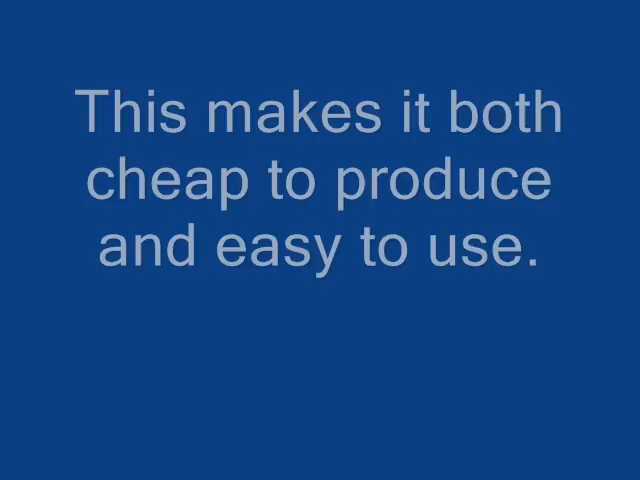 This makes it both
cheap to produce
and easy to use.